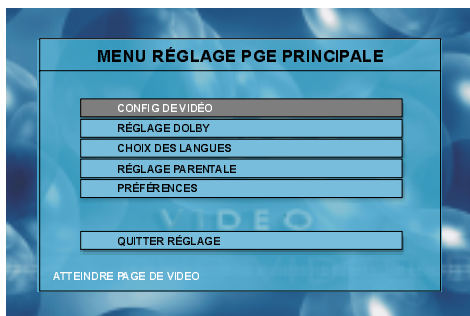 MENU RÉGLAGE PGE PRINCIPALE
CONFIG DE VIDÉO
RÉGLAGE DOLBY
CHOIX DES LANGUES
RÉGLAGE PARENTALE
PRÉFÉRENCES
VIDEO
QUITTER RÉGLAGE
ATTEINDRE PAGE DE VIDEO